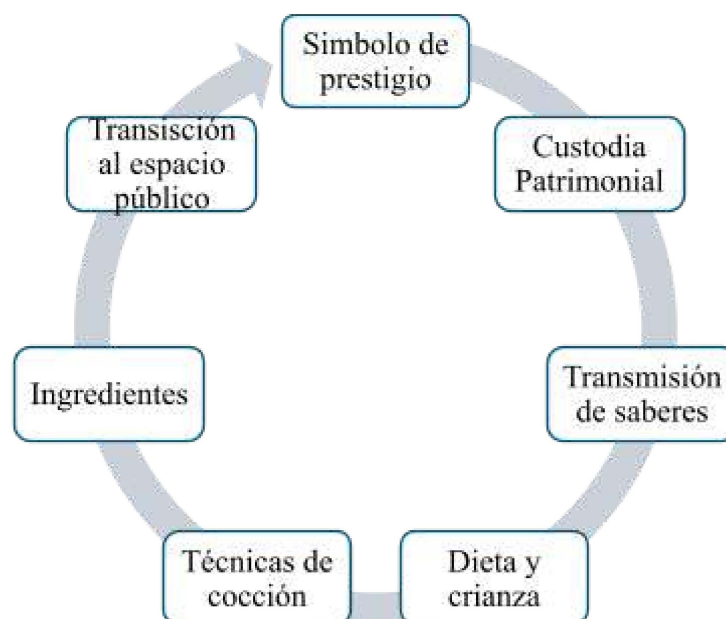 Simbolo de
prestigio
Custodia
Patrimonial
Transmisión
de saberes
Dieta y
crianza
Técnicas de
cocción
Ingredientes
Transisción
al espacio
público